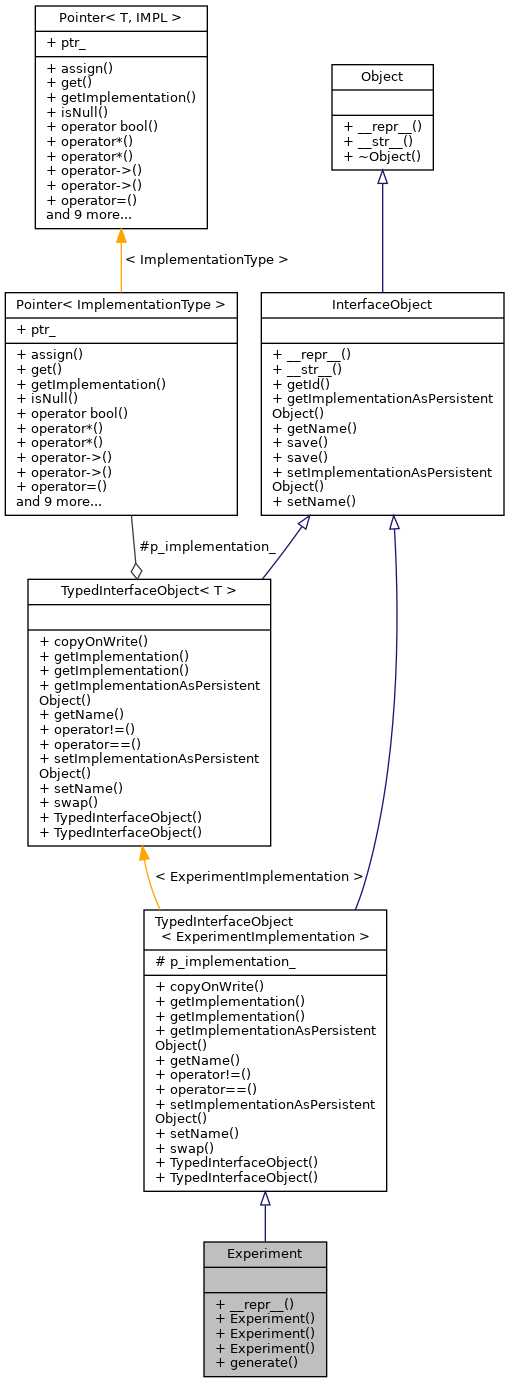 Pointer< T, IMPL >
+ ptr_
+ assign()
+ get()
+ getImplementation()
+ isNull()
+ operator bool()
+ operator*()
+ operator*()
+ operator->()
+ operator->()
+ operator=()
and 9 more...
Object
+ __repr__()
+ __str__()
+ ~Object()
< ImplementationType >
Pointer< ImplementationType >
+ ptr_
+ assign()
+ get()
+ getImplementation()
+ isNull()
+ operator bool()
+ operator*()
+ operator*()
+ operator->()
+ operator->()
+ operator=()
and 9 more...
InterfaceObject
+ __repr__()
+ __str__()
+ getId()
+ getImplementationAsPersistent
Object()
+ getName()
+ save()
+ save()
+ setImplementationAsPersistent
Object()
+ setName()
#p_implementation_
TypedInterfaceObject< T >
+ copyOnWrite()
+ getImplementation()
+ getImplementation()
+ getImplementationAsPersistent
Object()
+ getName()
+ operator!=()
+ operator==()
+ setImplementationAsPersistent
Object()
+ setName()
+ swap()
+ TypedInterfaceObject()
+ TypedInterfaceObject()
< ExperimentImplementation >
TypedInterfaceObject
< ExperimentImplementation >
# p_implementation_
+ copyOnWrite()
+ getImplementation()
+ getImplementation()
+ getImplementationAsPersistent
Object()
+ getName()
+ operator!=()
+ operator==()
+ setImplementationAsPersistent
Object()
+ setName()
+ swap()
+ TypedInterfaceObject()
+ TypedInterfaceObject()
Experiment
+ __repr__()
+ Experiment()
+ Experiment()
+ Experiment()
+ generate()